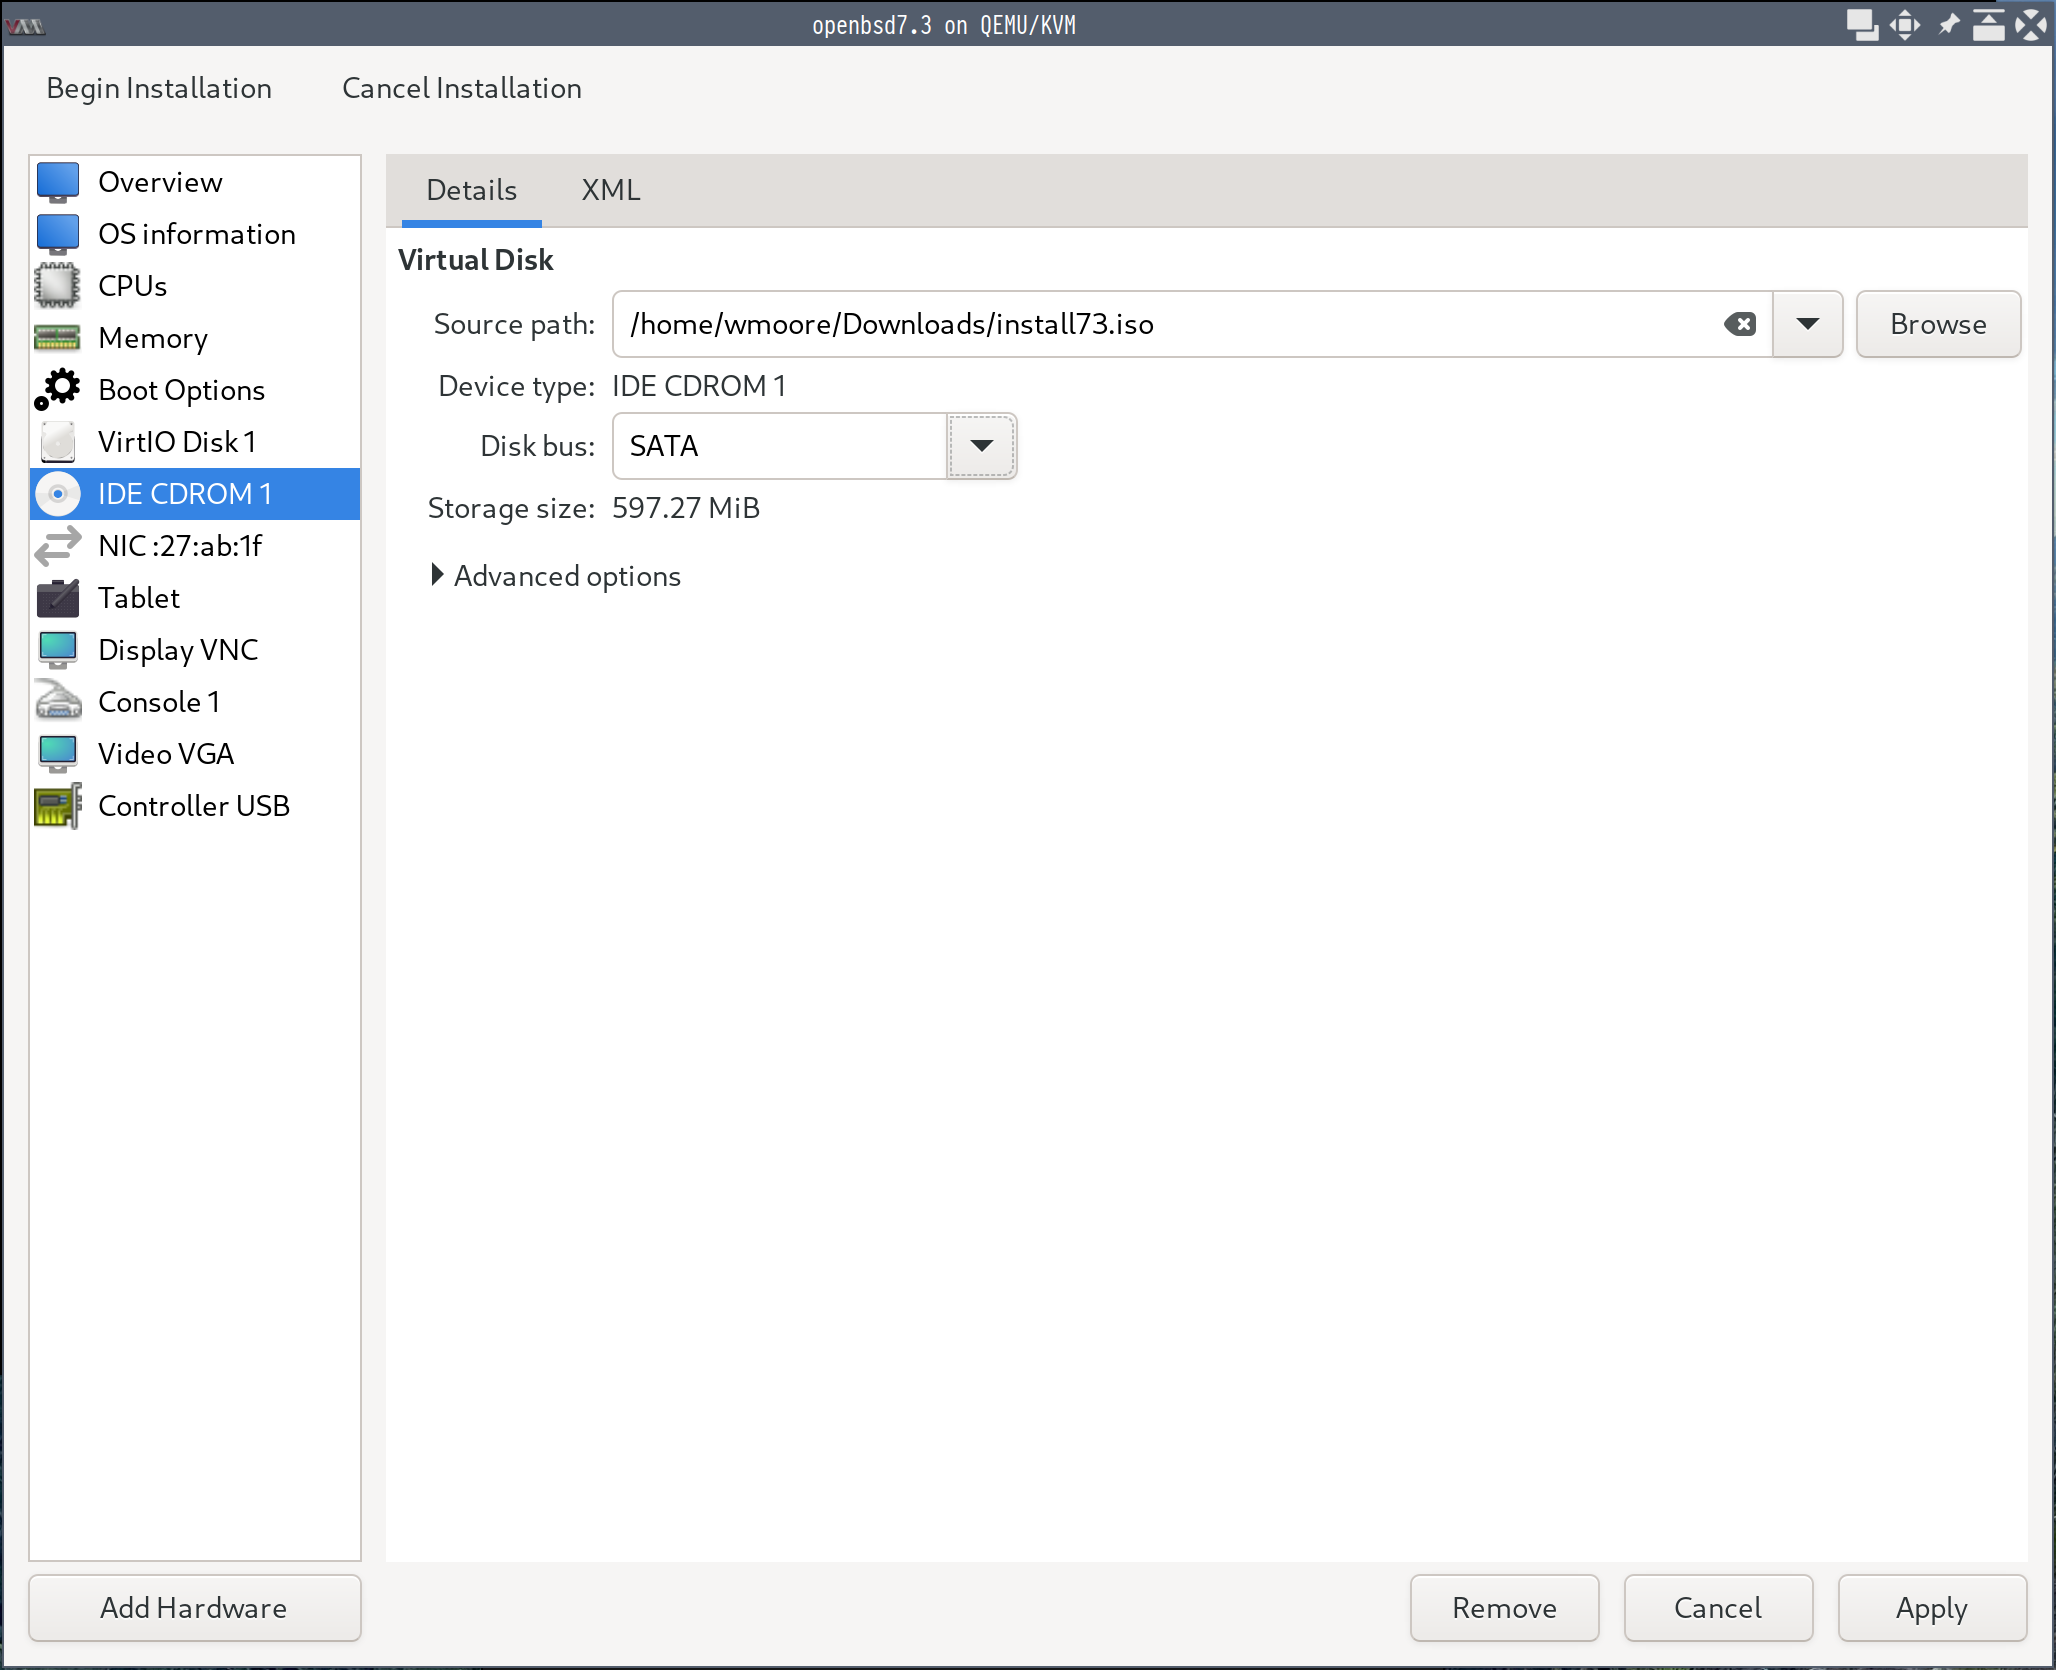 openbsd7.3 on QEMU/KVM
Begin Installation
Cancel Installation
Overview
OS information
CPUs
Memory
Boot Options
VirtIO Disk 1
IDE CDROM 1
NIC :27:ab:1f
Tablet
Display VNC
Console 1
Video VGA
Controller USB
Add Hardware
Details
XML
Virtual Disk
Source path: /home/wmoore/Downloads/install73.iso
Browse
Device type: IDE CDROM 1
Disk bus: SATA
Storage size: 597.27 MiB
Advanced options
Remove
Cancel
Apply